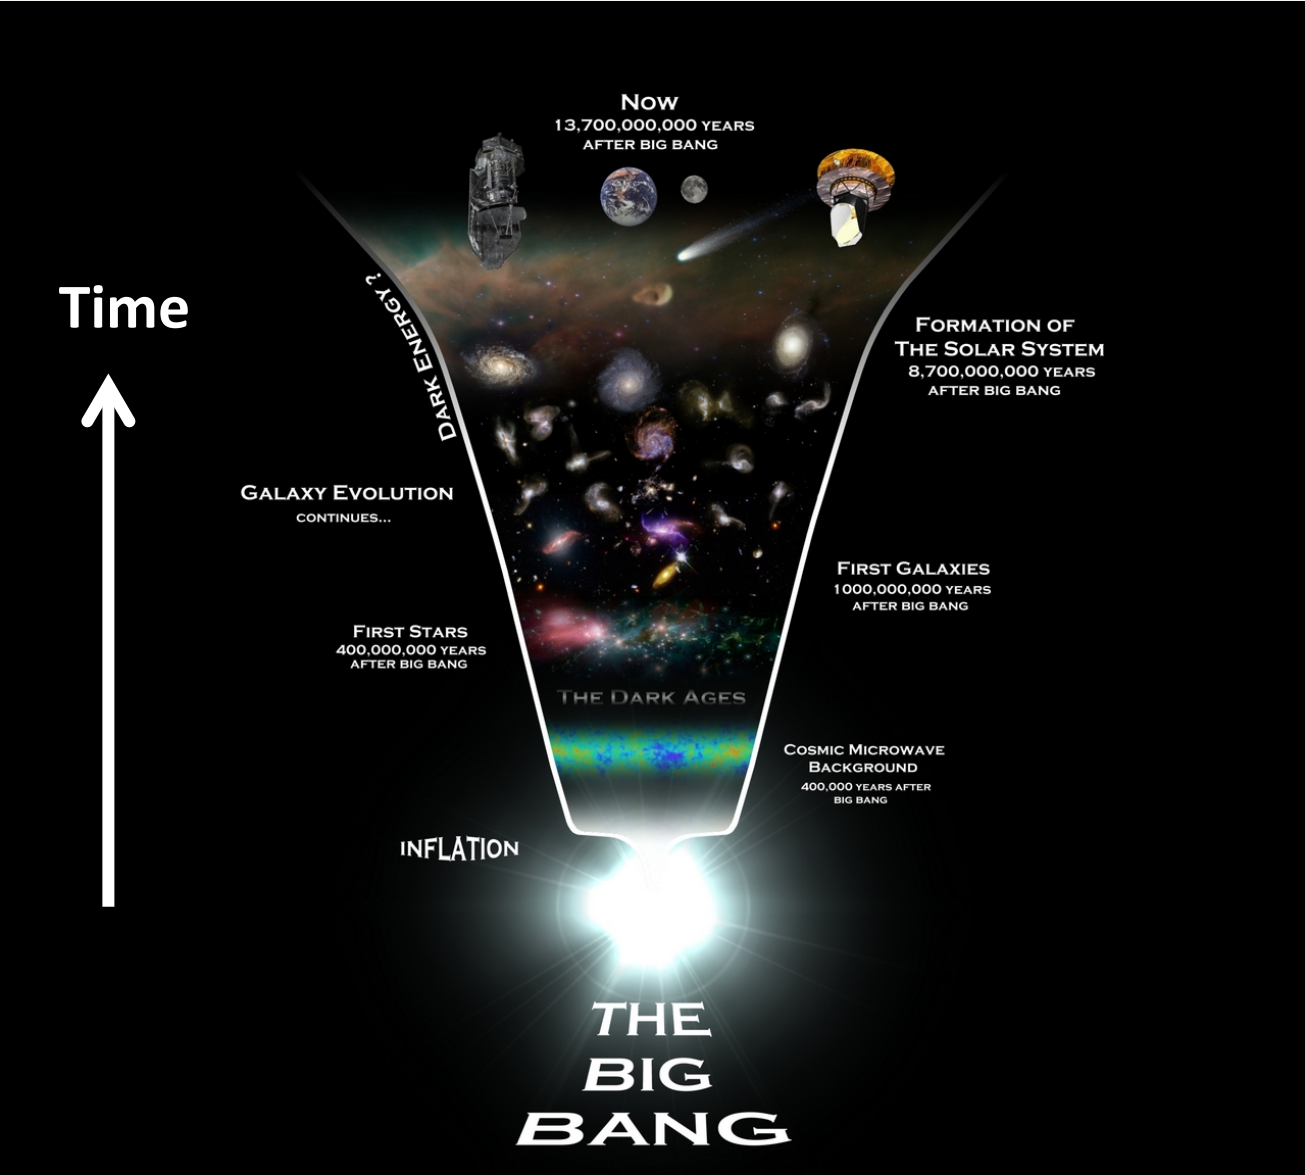 Now
13,700,000,000 years
after Big Bang
Time
Dark Energy?
Formation of
The Solar System
8,700,000,000 years
after Big Bang
Galaxy Evolution
continues...
First Galaxies
1000,000,000 years
after Big Bang
First Stars
400,000,000 years
after Big Bang
The Dark Ages
Cosmic Microwave
Background
400,000 years after
Big Bang
INFLATION
THE
BIG
BANG